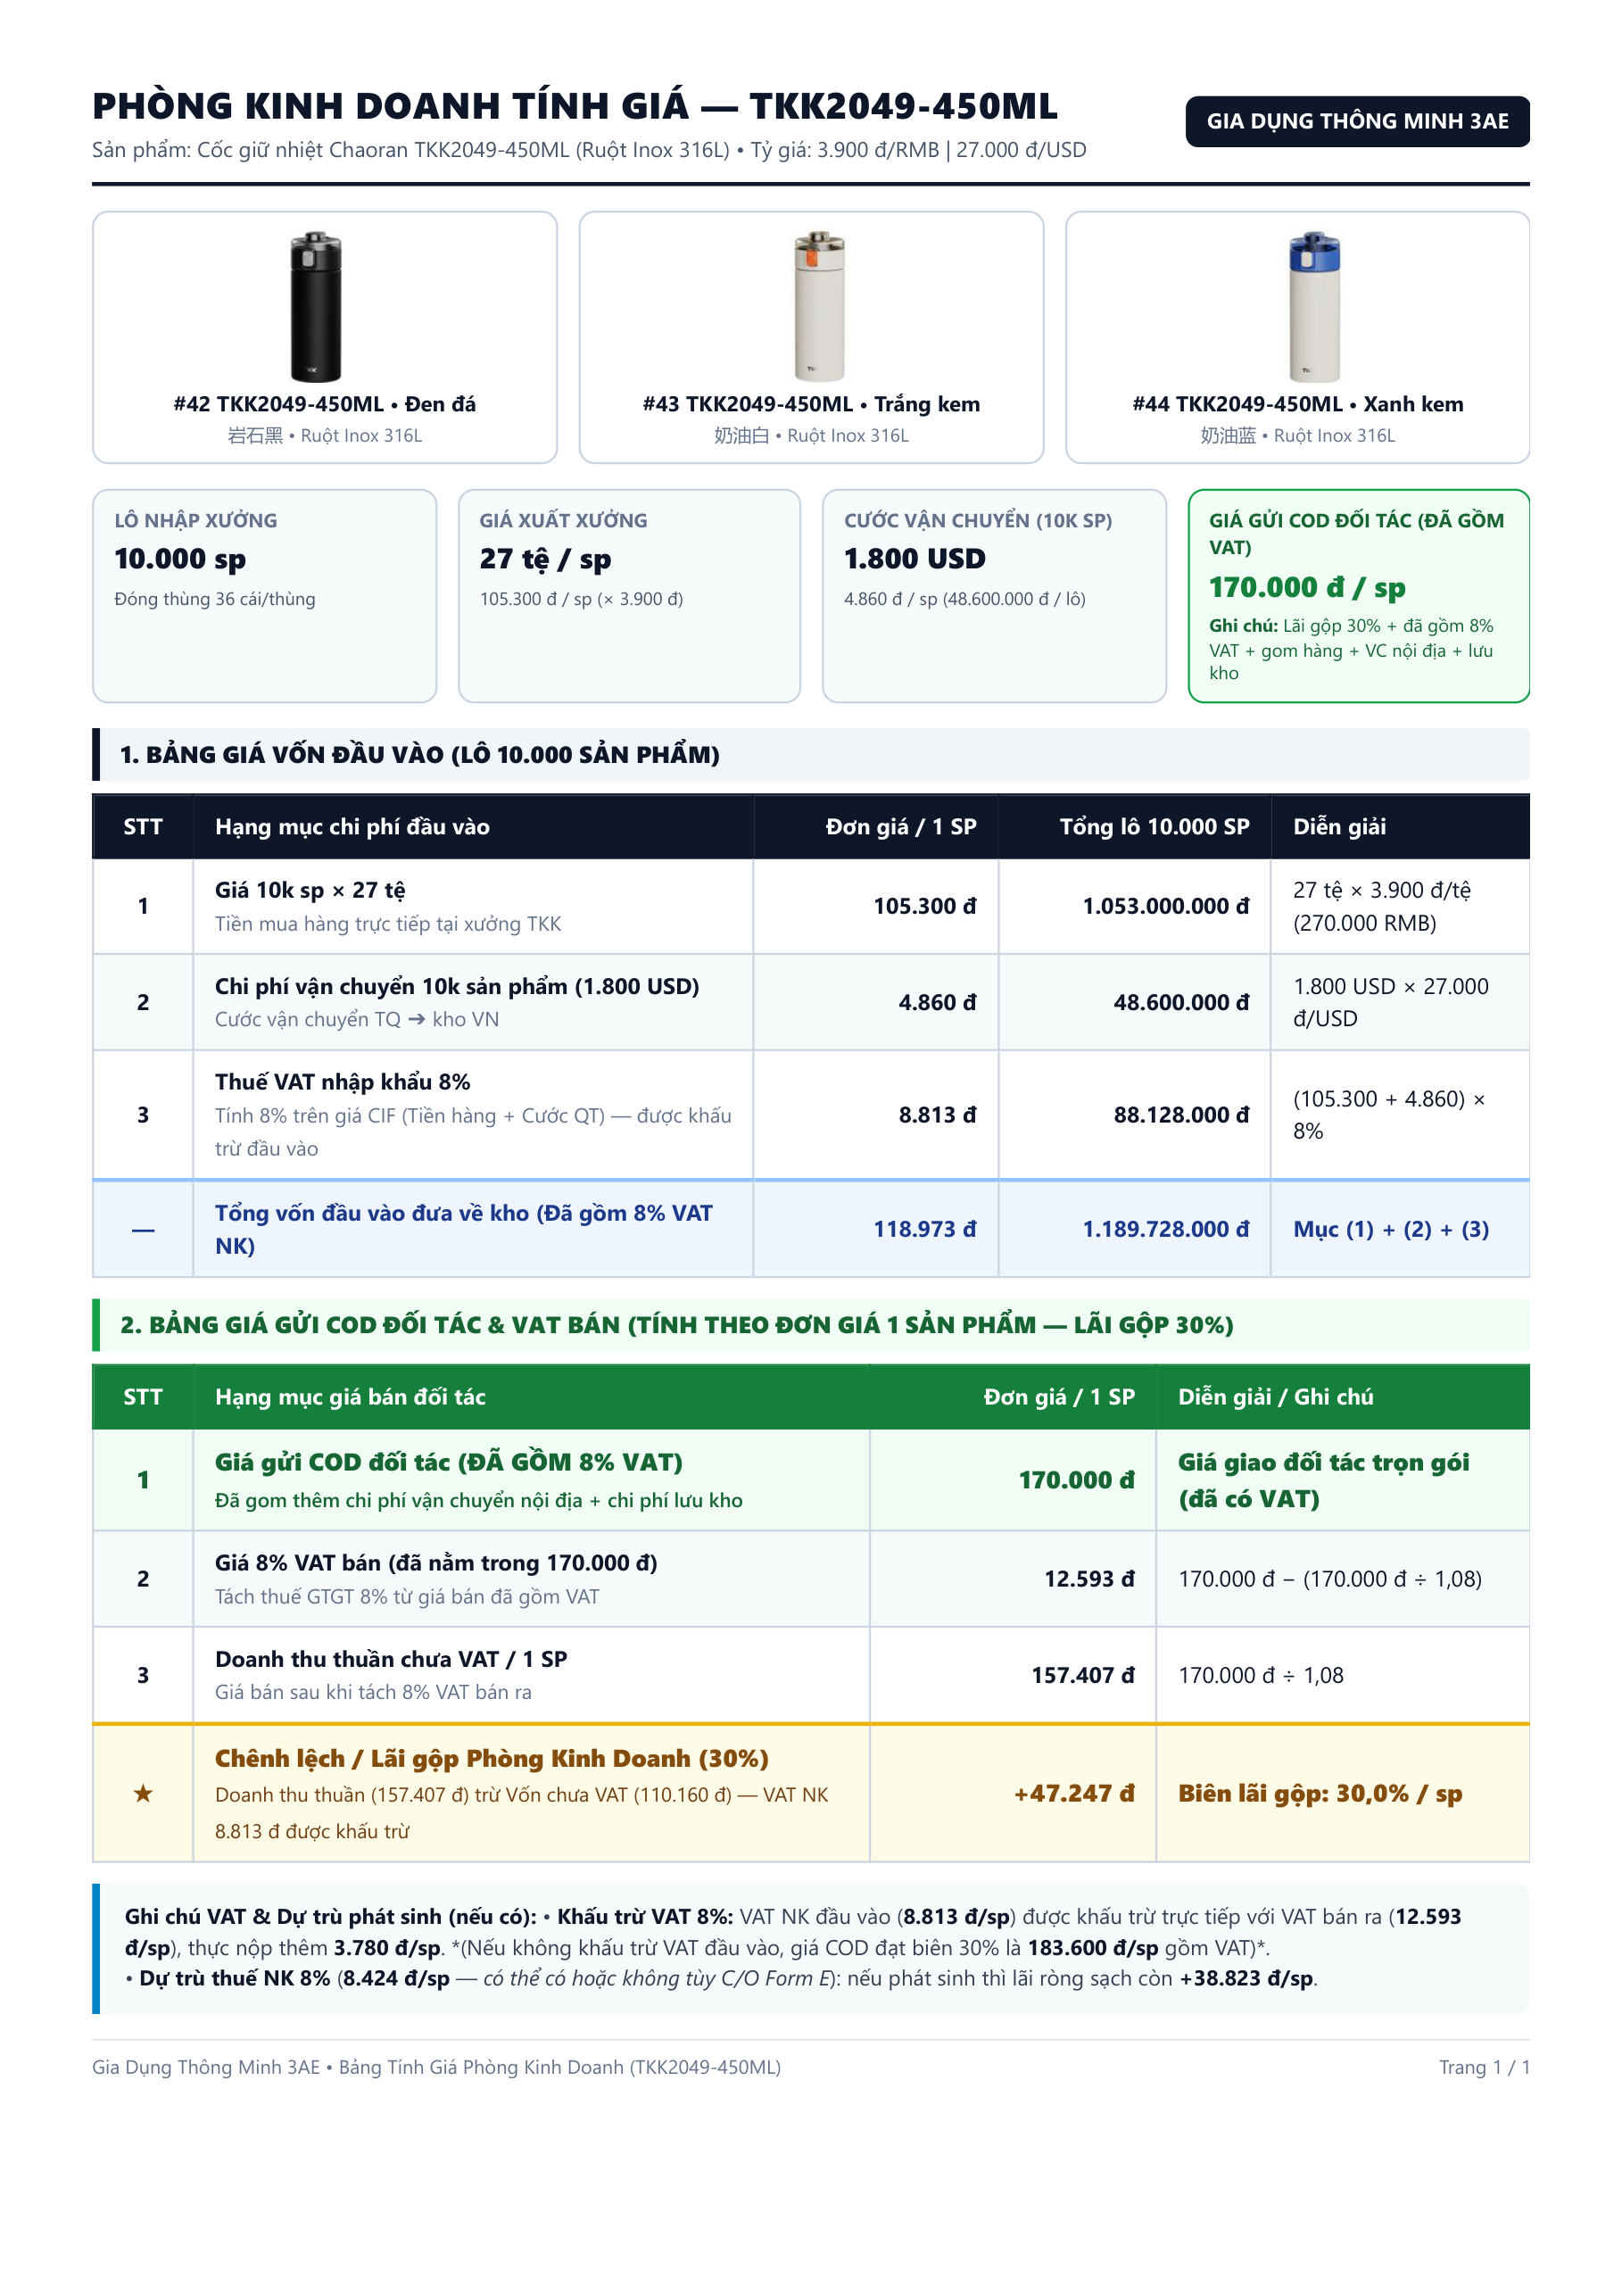 PHÒNG KINH DOANH TÍNH GIÁ — TKK2049-450ML
GIA DỤNG THÔNG MINH 3AE
Sản phẩm: Cốc giữ nhiệt Chaoran TKK2049-450ML (Ruột Inox 316L) • Tỷ giá: 3.900 đ/RMB | 27.000 đ/USD
#42 TKK2049-450ML • Đen đá
岩石黑 • Ruột Inox 316L
#43 TKK2049-450ML • Trắng kem
奶油白 • Ruột Inox 316L
#44 TKK2049-450ML • Xanh kem
奶油蓝 • Ruột Inox 316L
LÔ NHẬP XƯỞNG
10.000 sp
Đóng thùng 36 cái/thùng
GIÁ XUẤT XƯỞNG
27 tệ / sp
105.300 đ / sp (× 3.900 đ)
CƯỚC VẬN CHUYỂN (10K SP)
1.800 USD
4.860 đ / sp (48.600.000 đ / lô)
GIÁ GỬI COD ĐỐI TÁC (ĐÃ GỒM
VAT)
170.000 đ / sp
Ghi chú: Lãi gộp 30% + đã gồm 8%
VAT + gom hàng + VC nội địa + lưu
kho
1. BẢNG GIÁ VỐN ĐẦU VÀO (LÔ 10.000 SẢN PHẨM)
STT Hạng mục chi phí đầu vào Đơn giá / 1 SP Tổng lô 10.000 SP Diễn giải
1
Giá 10k sp × 27 tệ
Tiền mua hàng trực tiếp tại xưởng TKK
105.300 đ
1.053.000.000 đ
27 tệ × 3.900 đ/tệ
(270.000 RMB)
2
Chi phí vận chuyển 10k sản phẩm (1.800 USD)
Cước vận chuyển TQ ➔ kho VN
4.860 đ
48.600.000 đ
1.800 USD × 27.000
đ/USD
3
Thuế VAT nhập khẩu 8%
Tính 8% trên giá CIF (Tiền hàng + Cước QT) — được khấu
trừ đầu vào
8.813 đ
88.128.000 đ
(105.300 + 4.860) ×
8%
—
Tổng vốn đầu vào đưa về kho (Đã gồm 8% VAT
NK)
118.973 đ
1.189.728.000 đ
Mục (1) + (2) + (3)
2. BẢNG GIÁ GỬI COD ĐỐI TÁC & VAT BÁN (TÍNH THEO ĐƠN GIÁ 1 SẢN PHẨM — LÃI GỘP 30%)
STT Hạng mục giá bán đối tác Đơn giá / 1 SP Diễn giải / Ghi chú
1
Giá gửi COD đối tác (ĐÃ GỒM 8% VAT)
Đã gom thêm chi phí vận chuyển nội địa + chi phí lưu kho
170.000 đ
Giá giao đối tác trọn gói
(đã có VAT)
2
Giá 8% VAT bán (đã nằm trong 170.000 đ)
Tách thuế GTGT 8% từ giá bán đã gồm VAT
12.593 đ
170.000 đ − (170.000 đ ÷ 1,08)
3
Doanh thu thuần chưa VAT / 1 SP
Giá bán sau khi tách 8% VAT bán ra
157.407 đ
170.000 đ ÷ 1,08
★
Chênh lệch / Lãi gộp Phòng Kinh Doanh (30%)
Doanh thu thuần (157.407 đ) trừ Vốn chưa VAT (110.160 đ) — VAT NK
8.813 đ được khấu trừ
+47.247 đ
Biên lãi gộp: 30,0% / sp
Ghi chú VAT & Dự trù phát sinh (nếu có): • Khấu trừ VAT 8%: VAT NK đầu vào (8.813 đ/sp) được khấu trừ trực tiếp với VAT bán ra (12.593
đ/sp), thực nộp thêm 3.780 đ/sp. *(Nếu không khấu trừ VAT đầu vào, giá COD đạt biên 30% là 183.600 đ/sp gồm VAT)*.
• Dự trù thuế NK 8% (8.424 đ/sp — có thể có hoặc không tùy C/O Form E): nếu phát sinh thì lãi ròng sạch còn +38.823 đ/sp.
Gia Dụng Thông Minh 3AE • Bảng Tính Giá Phòng Kinh Doanh (TKK2049-450ML)
Trang 1 / 1